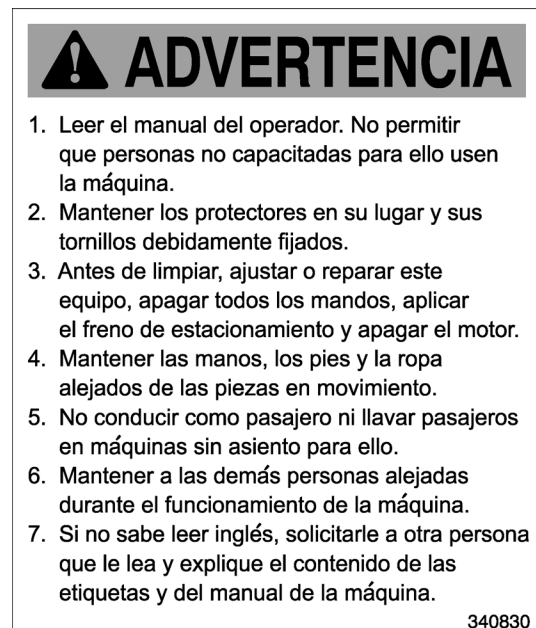 ADVERTENCIA
1. Leer el manual del operador. No permitir
que personas no capacitadas para ello usen
la máquina.
2. Mantener los protectores en su lugar y sus
tornillos debidamente fijados.
3. Antes de limpiar, ajustar o reparar este
equipo, apagar todos los mandos, aplicar
el freno de estacionamiento y apagar el motor.
4. Mantener las manos, los pies y la ropa
alejados de las piezas en movimiento.
5. No conducir como pasajero ni llavar pasajeros
en máquinas sin asiento para ello.
6. Mantener a las demás personas alejadas
durante el funcionamiento de la máquina.
7. Si no sabe leer inglés, solicitarle a otra persona
que le lea y explique el contenido de las
etiquetas y del manual de la máquina.
340830